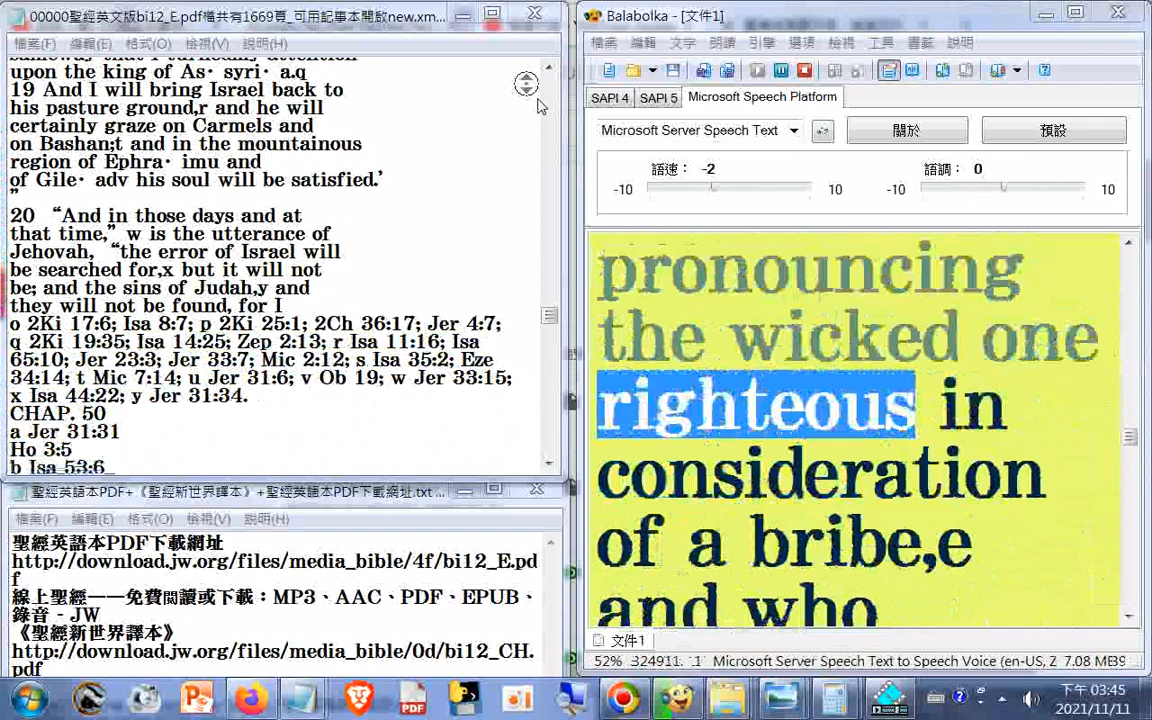 00000聖經英文版bi12_E.pdf檔共有1669頁_可用記事本開啟new.xm...
檔案(F) 編輯(E) 格式(O) 檢視(V) 說明(H)
upon the king of As· syri· a.q
19 And I will bring Israel back to
his pasture ground,r and he will
certainly graze on Carmels and
on Bashan;t and in the mountainous
region of Ephra· imu and
of Gile· adv his soul will be satisfied.’
”
20 “And in those days and at
that time,” w is the utterance of
Jehovah, “the error of Israel will
be searched for,x but it will not
be; and the sins of Judah,y and
they will not be found, for I
o 2Ki 17:6; Isa 8:7; p 2Ki 25:1; 2Ch 36:17; Jer 4:7;
q 2Ki 19:35; Isa 14:25; Zep 2:13; r Isa 11:16; Isa
65:10; Jer 23:3; Jer 33:7; Mic 2:12; s Isa 35:2; Eze
34:14; t Mic 7:14; u Jer 31:6; v Ob 19; w Jer 33:15;
x Isa 44:22; y Jer 31:34.
CHAP. 50
a Jer 31:31
Ho 3:5
b Isa 53:6_
聖經英語本PDF+《聖經新世界譯本》+聖經英語本PDF下載網址.txt ...
檔案(F) 編輯(E) 格式(O) 檢視(V) 說明(H)
聖經英語本PDF下載網址
http://download.jw.org/files/media_bible/4f/bi12_E.pd
f
線上聖經——免費閱讀或下載：MP3、AAC、PDF、EPUB、
錄音 - JW
《聖經新世界譯本》
http://download.jw.org/files/media_bible/0d/bi12_CH.
pdf
Balabolka - [文件1]
檔案 編輯 文字 朗讀 引擎 選項 檢視 工具 書籤 說明
SAPI 4 SAPI 5 Microsoft Speech Platform
Microsoft Server Speech Text 關於 預設
語速： -2 語調： 0
-10 10 -10 10
pronouncing
the wicked one
righteous in
consideration
of a bribe,e
and who
文件1
52% Microsoft Server Speech Text to Speech Voice (en-US, Z 7.08 MB
下午 03:45
2021/11/11